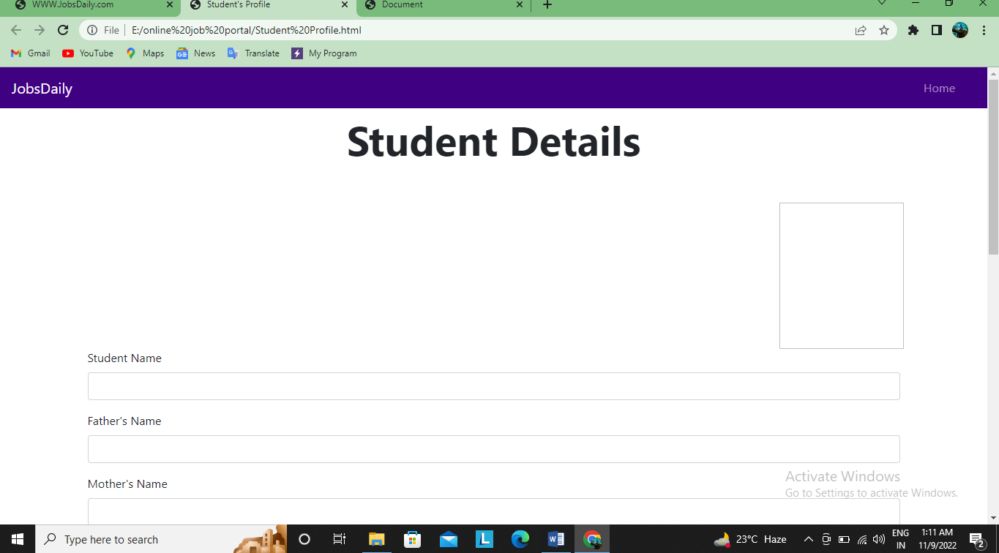 WWW.JobsDaily.com
Student's Profile
Document
File
E:/online%20job%20portal/Student%20Profile.html
Gmail
YouTube
Maps
News
Translate
My Program
JobsDaily
Home
Student Details
Student Name
Father's Name
Mother's Name
Activate Windows
Go to Settings to activate Windows.
Type here to search
23°C Haze
ENG
IN
1:11 AM
11/9/2022
2